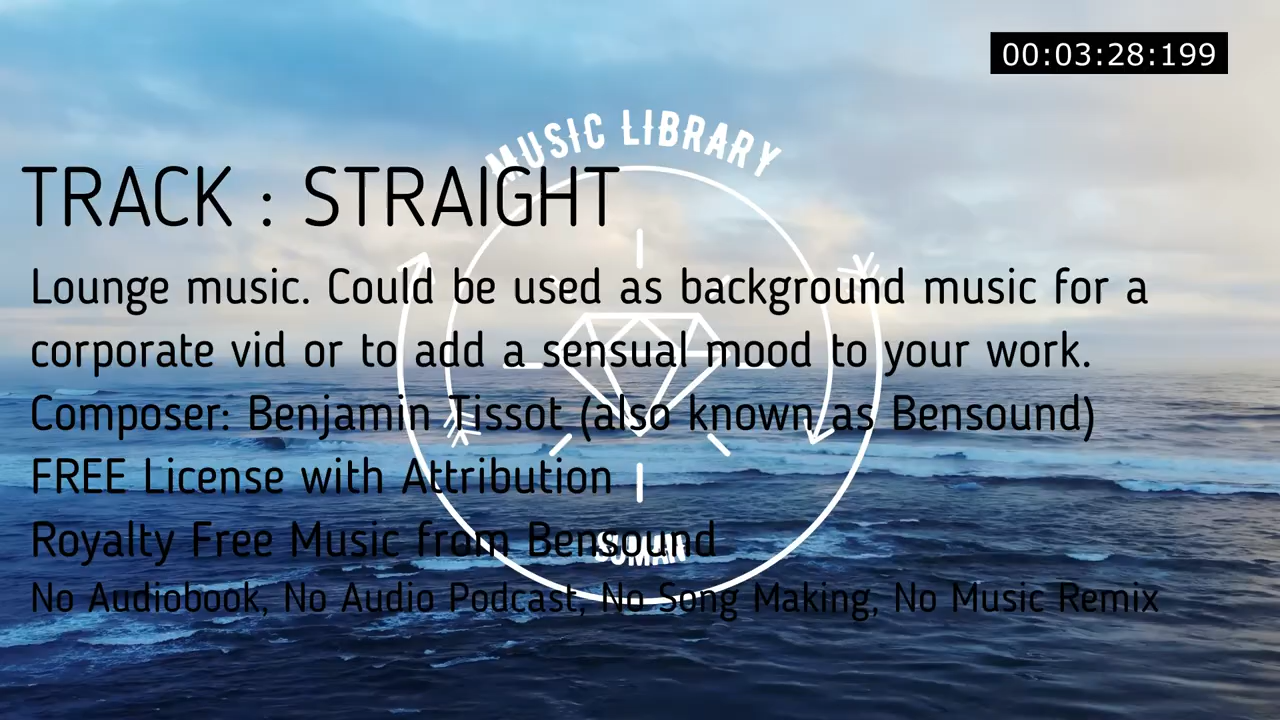 00:03:28:199
MUSIC LIBRARY
TRACK : STRAIGHT
Lounge music. Could be used as background music for a
corporate vid or to add a sensual mood to your work.
Composer: Benjamin Tissot (also known as Bensound)
FREE License with Attribution
Royalty Free Music from Bensound
SUMAN
No Audiobook, No Audio Podcast, No Song Making, No Music Remix